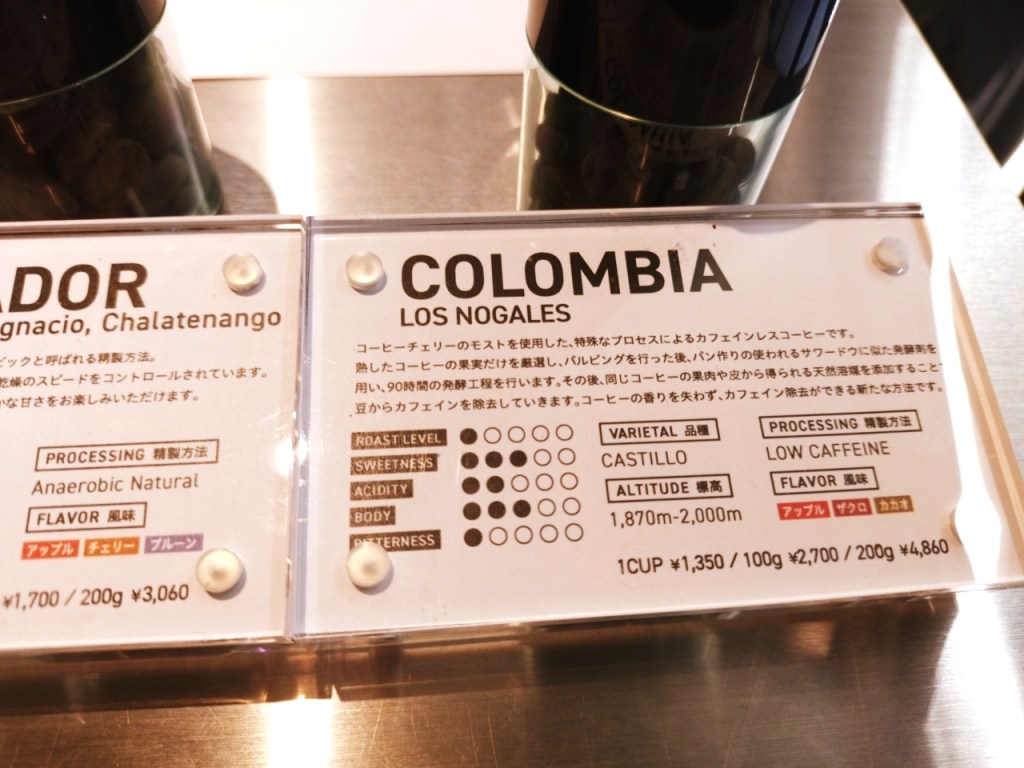 ADOR
gnacio, Chalatenango
ピックと呼ばれる精製方法。
乾燥のスピードをコントロールされています。
かな甘さをお楽しみいただけます。
PROCESSING 精製方法
Anaerobic Natural
FLAVOR 風味
アップル チェリー プルーン
¥1,700 / 200g ¥3,060
COLOMBIA
LOS NOGALES
コーヒーチェリーのモストを使用した、特殊なプロセスによるカフェインレスコーヒーです。
熟したコーヒーの果実だけを厳選し、パルピングを行った後、パン作りの使われるサワードウに似た発酵剤を
用い、90時間の発酵工程を行います。その後、同じコーヒーの果肉や皮から得られる天然溶媒を添加すること
豆からカフェインを除去していきます。コーヒーの香りを失わず、カフェイン除去ができる新たな方法です。
ROAST LEVEL
SWEETNESS
ACIDITY
BODY
BITTERNESS
VARIETAL 品種
CASTILLO
ALTITUDE 標高
1,870m-2,000m
PROCESSING 精製方法
LOW CAFFEINE
FLAVOR 風味
アップル ザクロ カカオ
1CUP ¥1,350 / 100g ¥2,700 / 200g ¥4,860